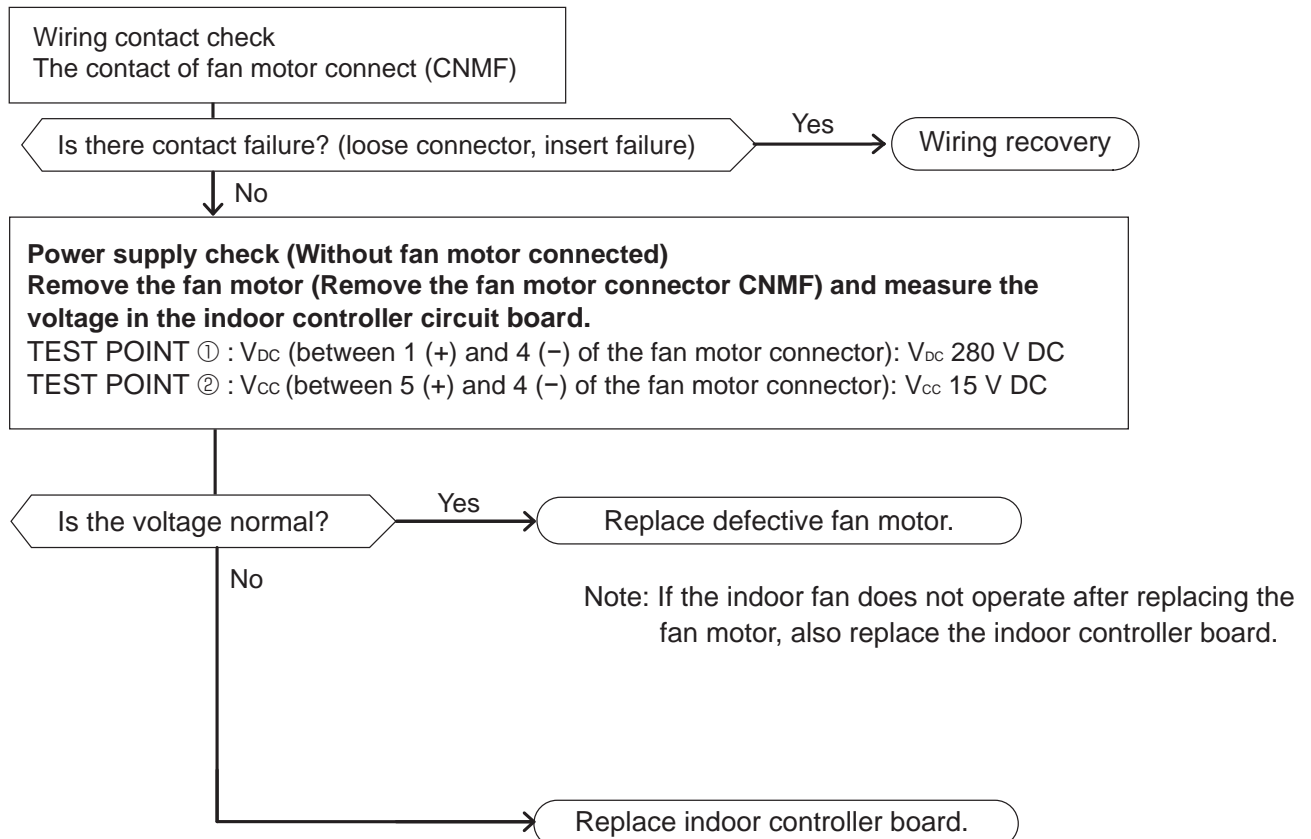 Wiring contact check
The contact of fan motor connect (CNMF)
Is there contact failure? (loose connector, insert failure)
Yes
Wiring recovery
No
Power supply check (Without fan motor connected)
Remove the fan motor (Remove the fan motor connector CNMF) and measure the
voltage in the indoor controller circuit board.
TEST POINT ① : VDC (between 1 (+) and 4 (−) of the fan motor connector): VDC 280 V DC
TEST POINT ② : VCC (between 5 (+) and 4 (−) of the fan motor connector): VCC 15 V DC
Is the voltage normal?
Yes
Replace defective fan motor.
No
Note: If the indoor fan does not operate after replacing the
fan motor, also replace the indoor controller board.
Replace indoor controller board.